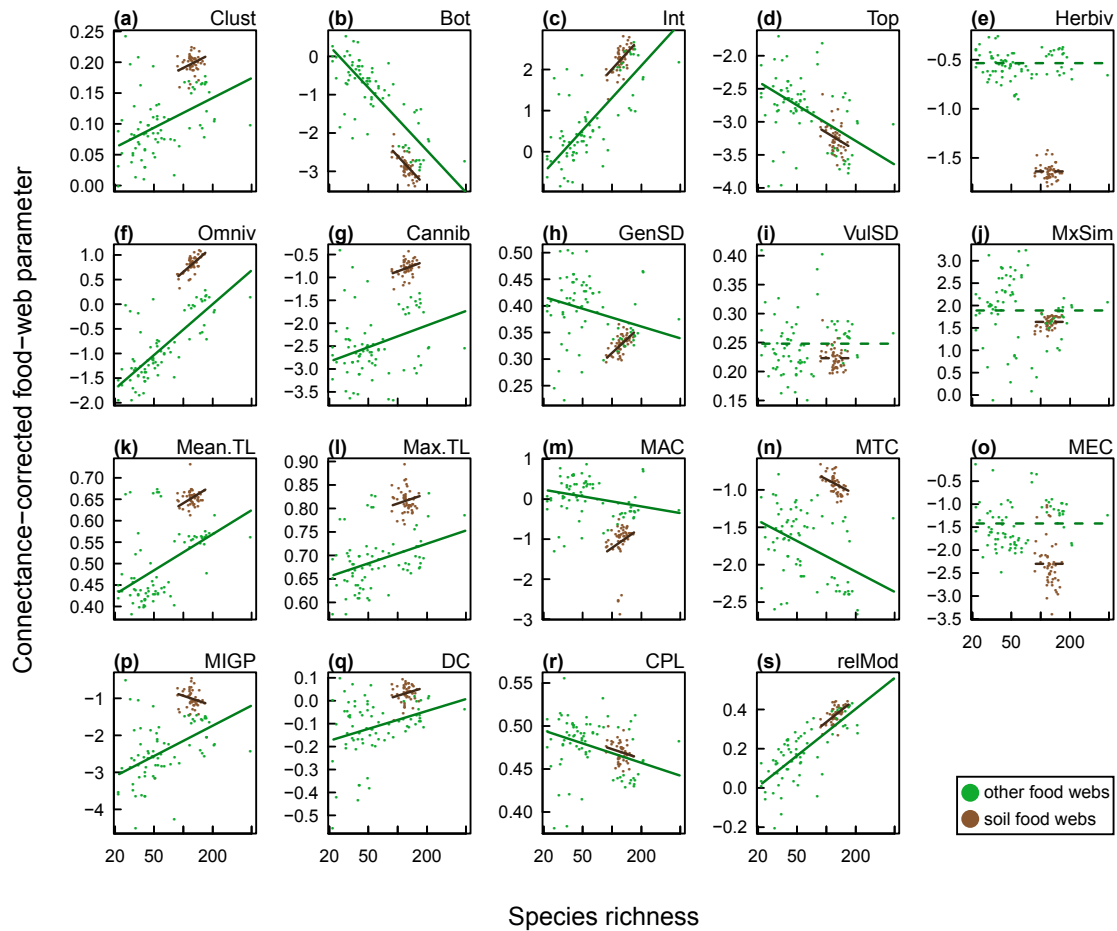 (a) Clust (b) Bot (c) Int (d) Top (e) Herbiv
0.25 0.20 0.15 0.10 0.05 0.00
0 −1 −2 −3
2 1 0
−2.0 −2.5 −3.0 −3.5 −4.0
−0.5 −1.0 −1.5
(f) Omniv (g) Cannib (h) GenSD (i) VulSD (j) MxSim
1.0 0.5 0.0 −0.5 −1.0 −1.5 −2.0
−0.5 −1.0 −1.5 −2.0 −2.5 −3.0 −3.5
0.50 0.45 0.40 0.35 0.30 0.25
0.40 0.35 0.30 0.25 0.20 0.15
3.0 2.5 2.0 1.5 1.0 0.5 0.0
Connectance−corrected food−web parameter
(k) Mean.TL (l) Max.TL (m) MAC (n) MTC (o) MEC
0.70 0.65 0.60 0.55 0.50 0.45 0.40
0.90 0.85 0.80 0.75 0.70 0.65 0.60
1 0 −1 −2 −3
−1.0 −1.5 −2.0 −2.5
−0.5 −1.0 −1.5 −2.0 −2.5 −3.0 −3.5
20 50 200
(p) MIGP (q) DC (r) CPL (s) relMod
−1 −2 −3 −4
0.1 0.0 −0.1 −0.2 −0.3 −0.4 −0.5
0.55 0.50 0.45 0.40
0.4 0.2 0.0 −0.2
20 50 200 20 50 200 20 50 200 20 50 200
other food webs
soil food webs
Species richness